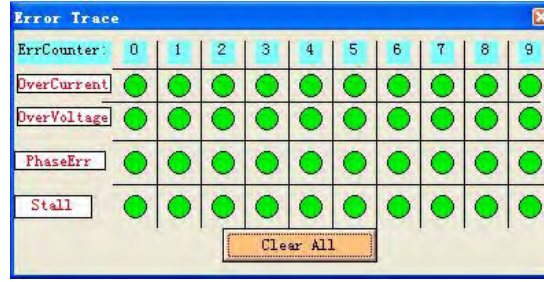 Error Trace
ErrCounter: 0 1 2 3 4 5 6 7 8 9
OverCurrent
OverVoltage
PhaseErr
Stall
Clear All